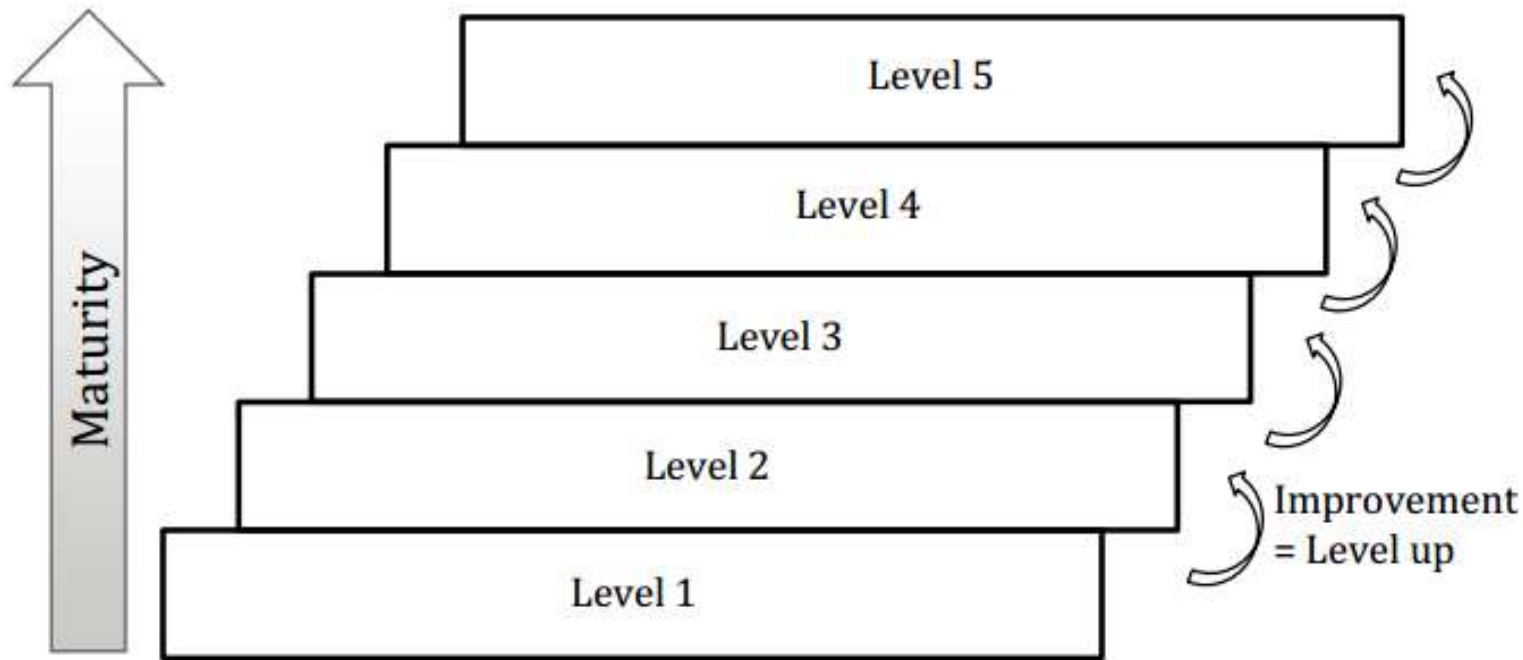 Level 5
Level 4
Level 3
Level 2
Level 1
Maturity
Improvement
= Level up